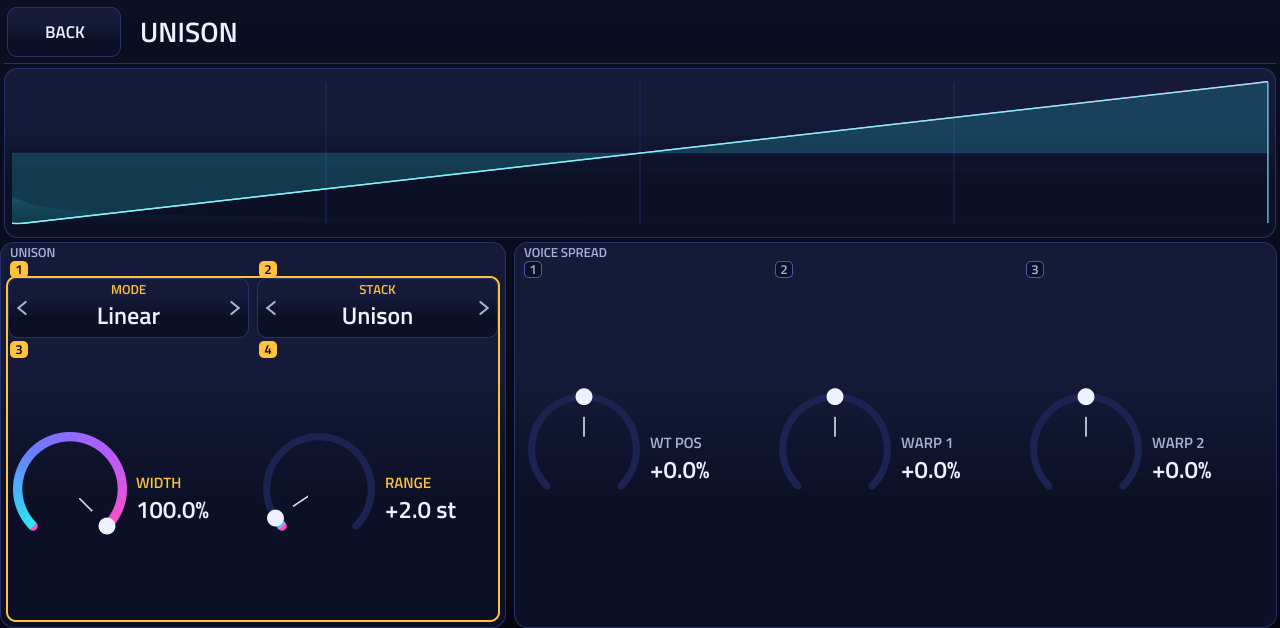 BACK
UNISON
UNISON
1
2
MODE
Linear
STACK
Unison
3
4
WIDTH
100.0%
RANGE
+2.0 st
VOICE SPREAD
1
2
3
WT POS
+0.0%
WARP 1
+0.0%
WARP 2
+0.0%